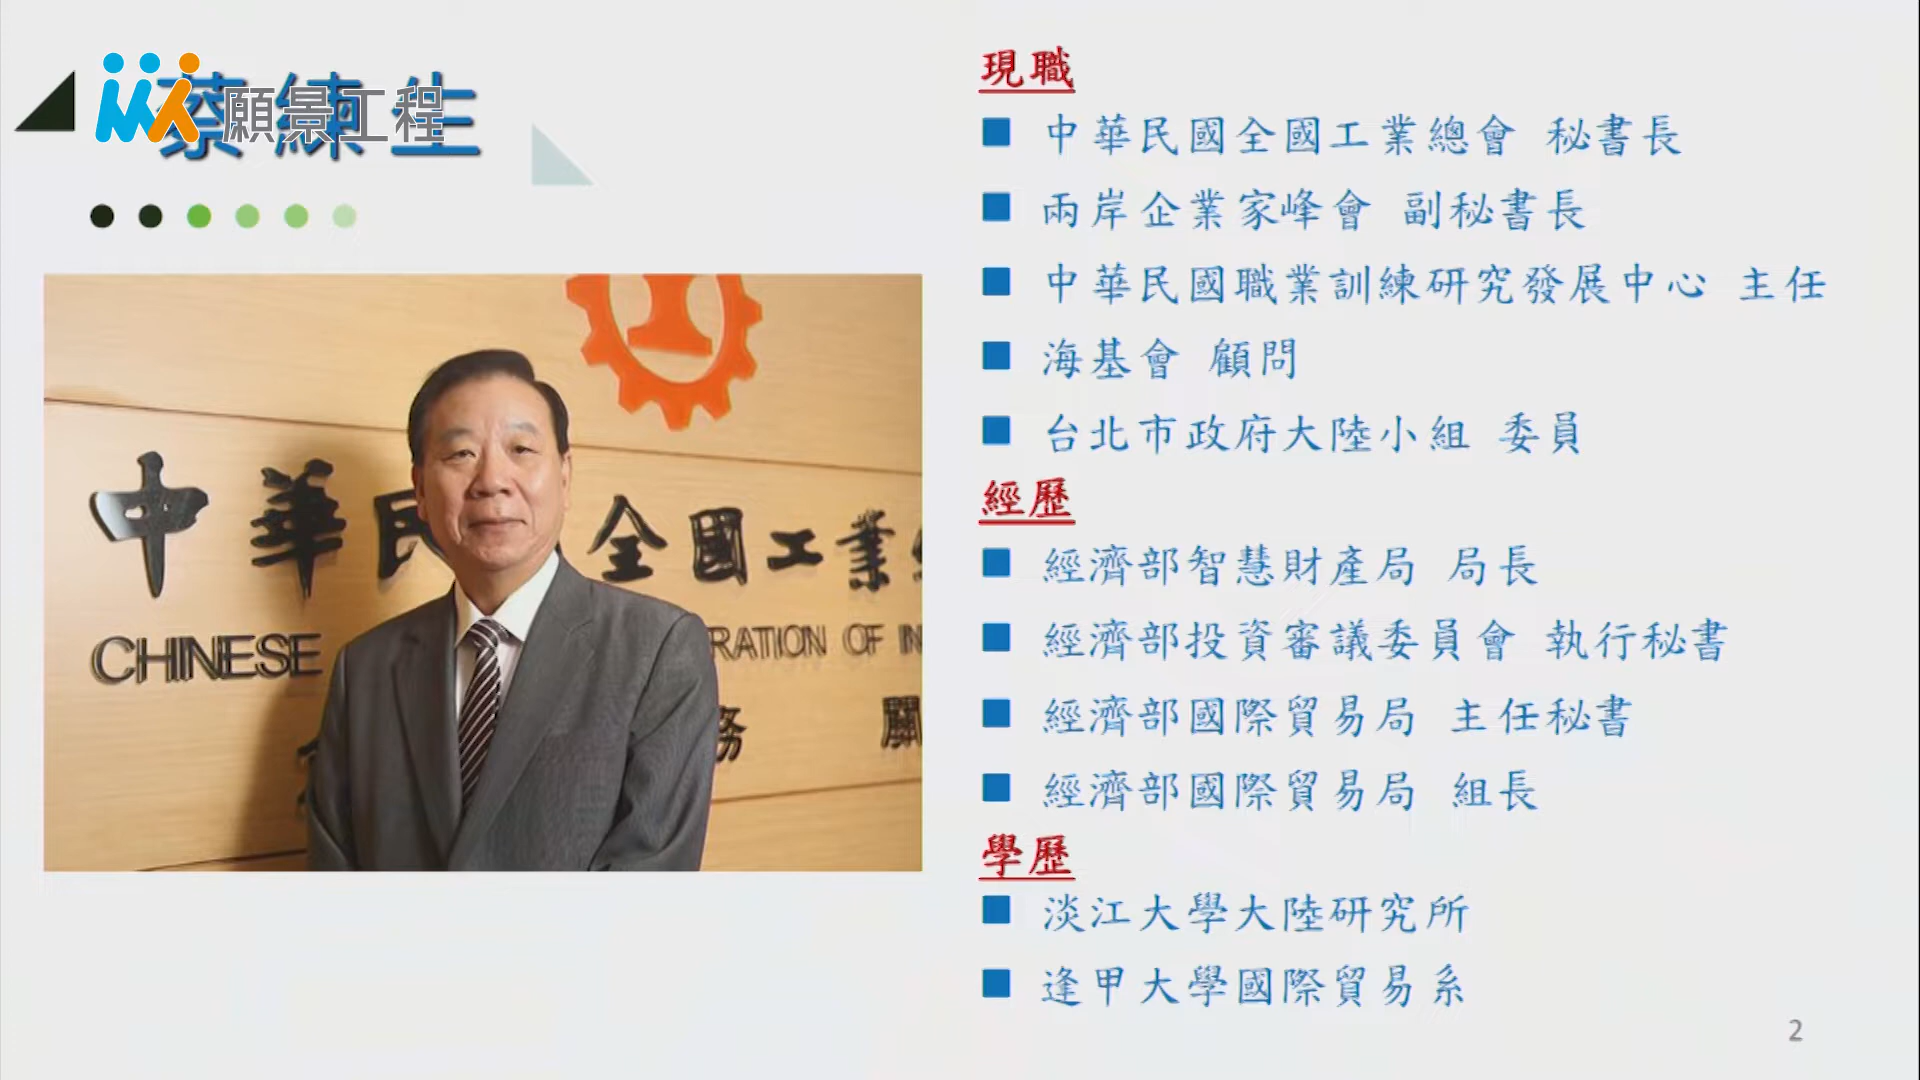 蔡練生
願景工程
現職
中華民國全國工業總會 秘書長
兩岸企業家峰會 副秘書長
中華民國職業訓練研究發展中心 主任
海基會 顧問
台北市政府大陸小組 委員
經歷
經濟部智慧財產局 局長
經濟部投資審議委員會 執行秘書
經濟部國際貿易局 主任秘書
經濟部國際貿易局 組長
學歷
淡江大學大陸研究所
逢甲大學國際貿易系
中華民 全國工業
CHINESE RATION OF IN
務 關
2